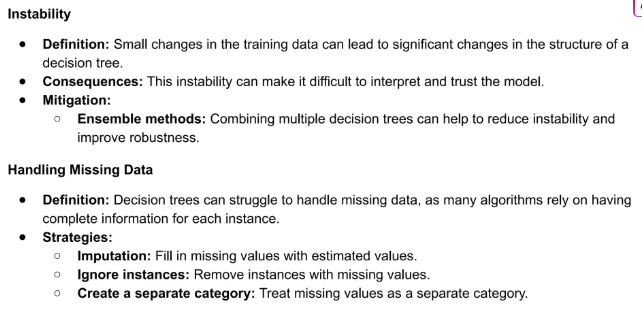 Instability
● Definition: Small changes in the training data can lead to significant changes in the structure of a
decision tree.
● Consequences: This instability can make it difficult to interpret and trust the model.
● Mitigation:
○ Ensemble methods: Combining multiple decision trees can help to reduce instability and
improve robustness.
Handling Missing Data
● Definition: Decision trees can struggle to handle missing data, as many algorithms rely on having
complete information for each instance.
● Strategies:
○ Imputation: Fill in missing values with estimated values.
○ Ignore instances: Remove instances with missing values.
○ Create a separate category: Treat missing values as a separate category.